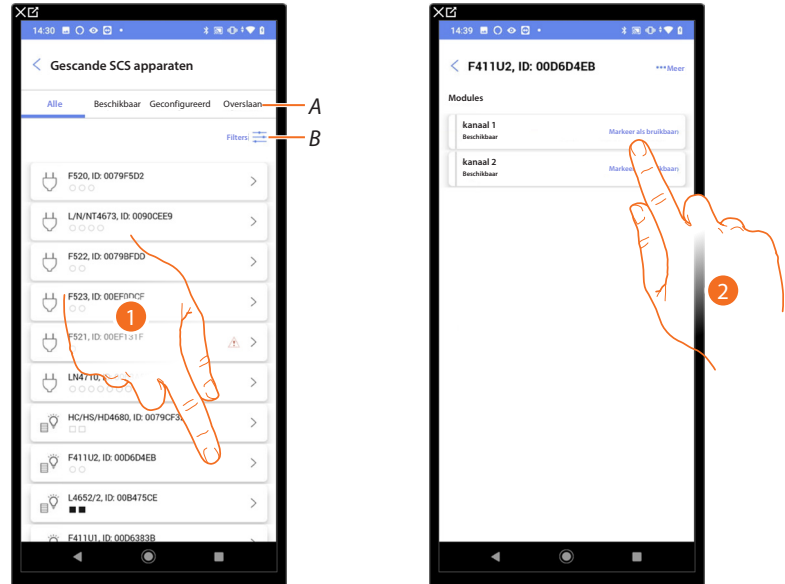 14:30
Gescande SCS apparaten
Alle Beschikbaar Geconfigureerd Overslaan
A
Filters
B
F520, ID: 0079F5D2
L/N/NT4673, ID: 0090CEE9
F522, ID: 0079BFDD
F523, ID: 00EF0DCF
1
F521, ID: 00EF131F
LN4710,
HC/HS/HD4680, ID: 0079CF3
F411U2, ID: 00D6D4EB
L4652/2, ID: 00B475CE
F411U1, ID: 00D6383B
14:39
F411U2, ID: 00D6D4EB •••Meer
Modules
kanaal 1
Beschikbaar
Markeer als bruikbaar
kanaal 2
Beschikbaar
2